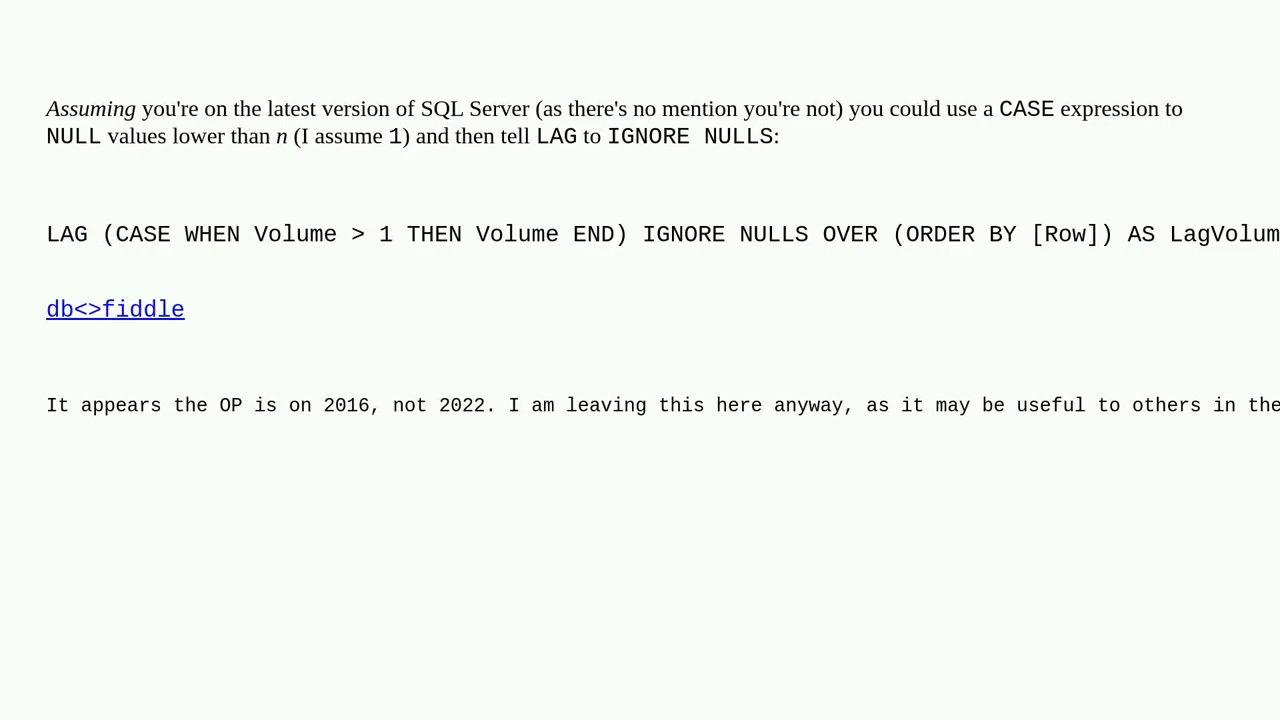 Assuming you're on the latest version of SQL Server (as there's no mention you're not) you could use a CASE expression to
NULL values lower than n (I assume 1) and then tell LAG to IGNORE NULLS:
LAG (CASE WHEN Volume > 1 THEN Volume END) IGNORE NULLS OVER (ORDER BY [Row]) AS LagVolum
db<>fiddle
It appears the OP is on 2016, not 2022. I am leaving this here anyway, as it may be useful to others in the